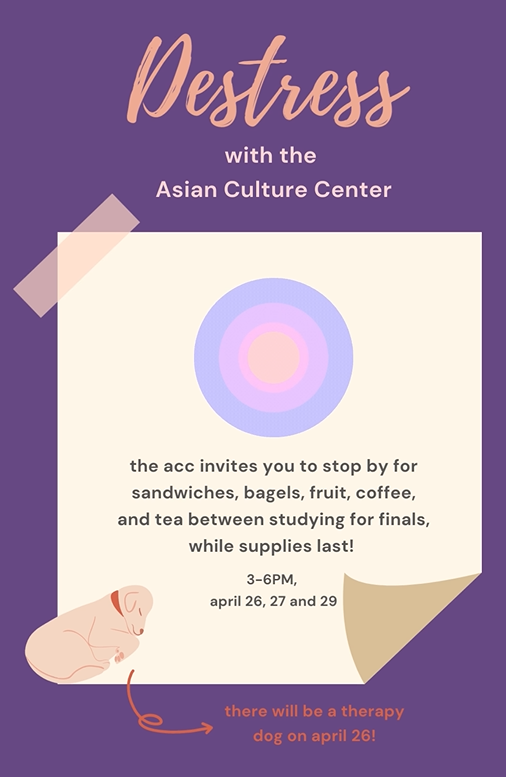 Destress
with the
Asian Culture Center
the acc invites you to stop by for
sandwiches, bagels, fruit, coffee,
and tea between studying for finals,
while supplies last!
3-6PM,
april 26, 27 and 29
there will be a therapy
dog on april 26!